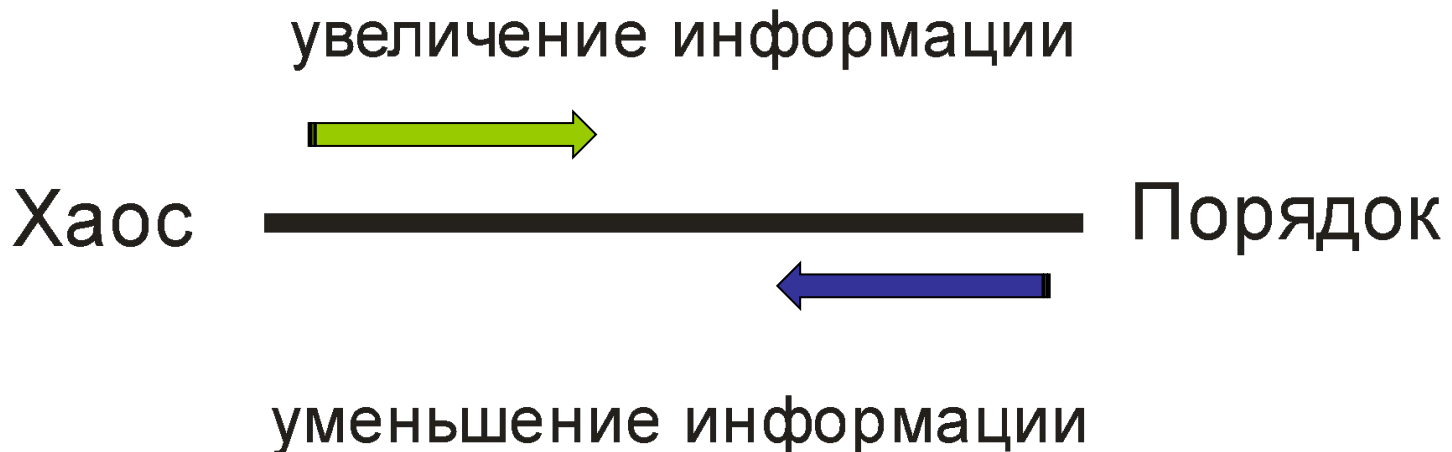 увеличение информации
Хаос
Порядок
уменьшение информации